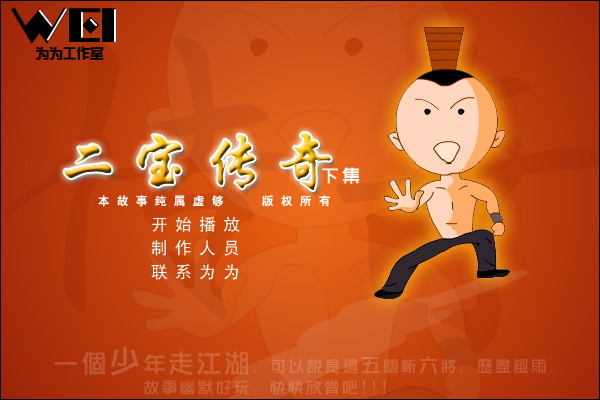 WEI
为为工作室
二宝传奇下集
本故事纯属虚够 版权所有
开始播放
制作人员
联系为为
一個少年走江湖，可以說是過五關斬六將，歷盡風雨，
故事幽默好玩，快快欣賞吧!!!